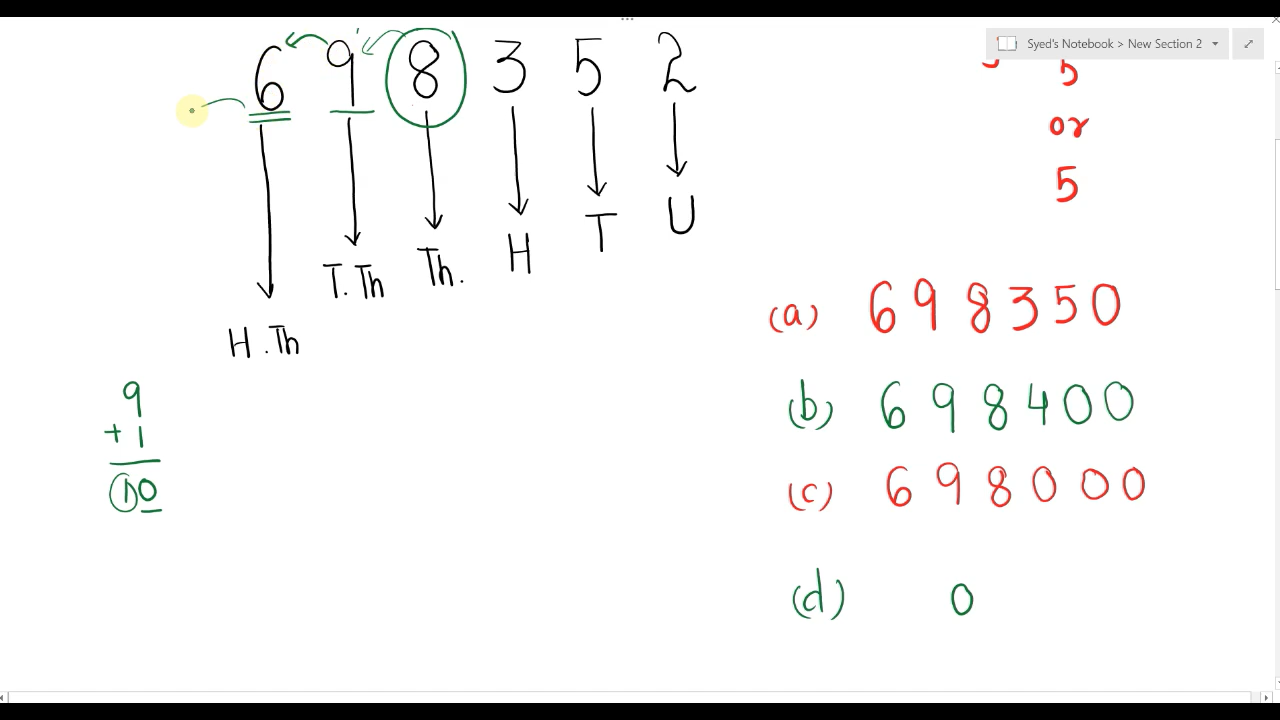 Syed's Notebook > New Section 2
6 9 8 3 5 2
5
or
5
H.Th T.Th Th. H T U
(a) 698350
(b) 698400
(c) 698000
(d) 0
9
+ 1
10